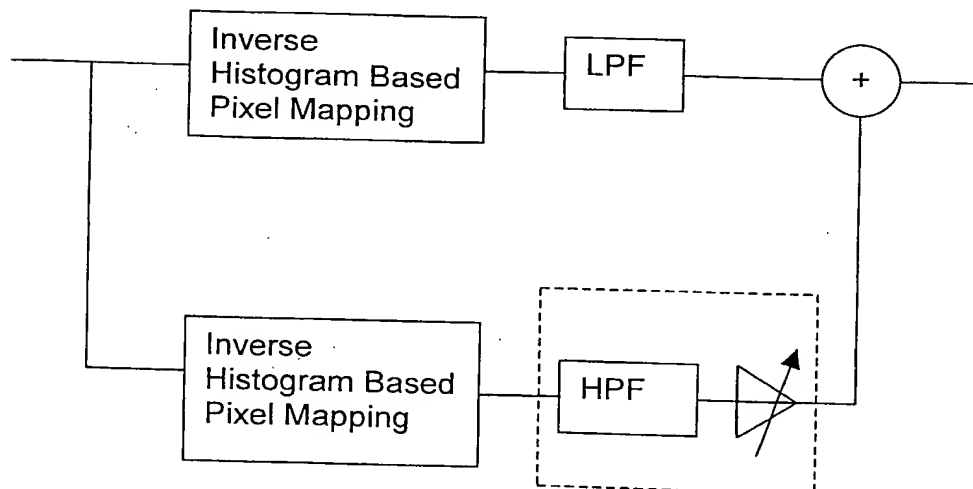 Inverse
Histogram Based
Pixel Mapping
LPF
+
Inverse
Histogram Based
Pixel Mapping
HPF